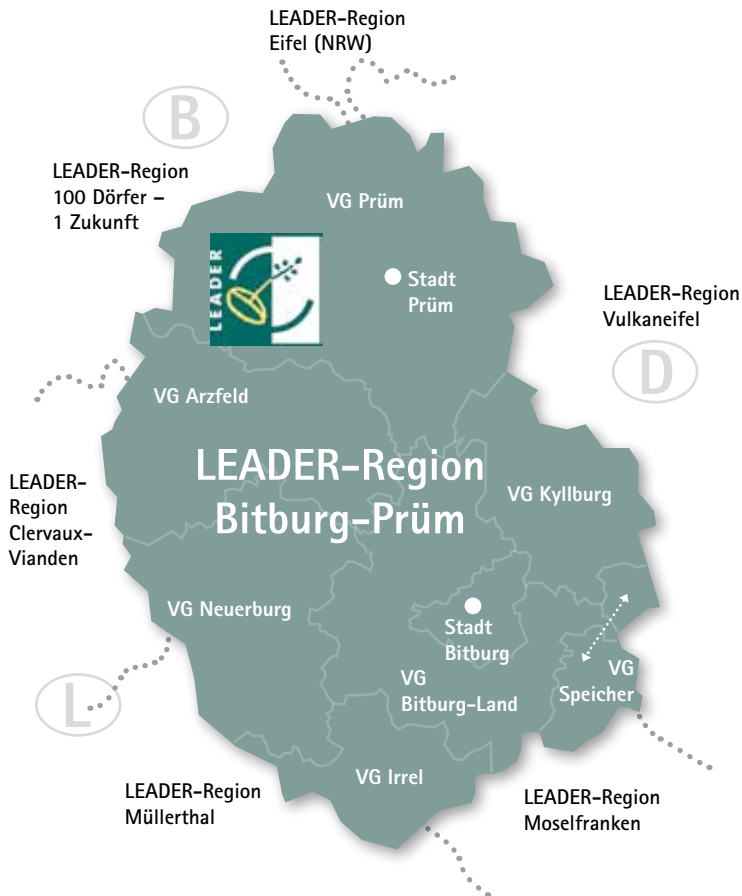 LEADER-Region
Eifel (NRW)
B
LEADER-Region
100 Dörfer –
1 Zukunft
VG Prüm
LEADER
Stadt
Prüm
LEADER-Region
Vulkaneifel
D
VG Arzfeld
LEADER-Region
Bitburg-Prüm
VG Kyllburg
LEADER-
Region
Clervaux-
Vianden
VG Neuerburg
Stadt
Bitburg
VG
Bitburg-Land
VG
Speicher
L
VG Irrel
LEADER-Region
Müllerthal
LEADER-Region
Moselfranken